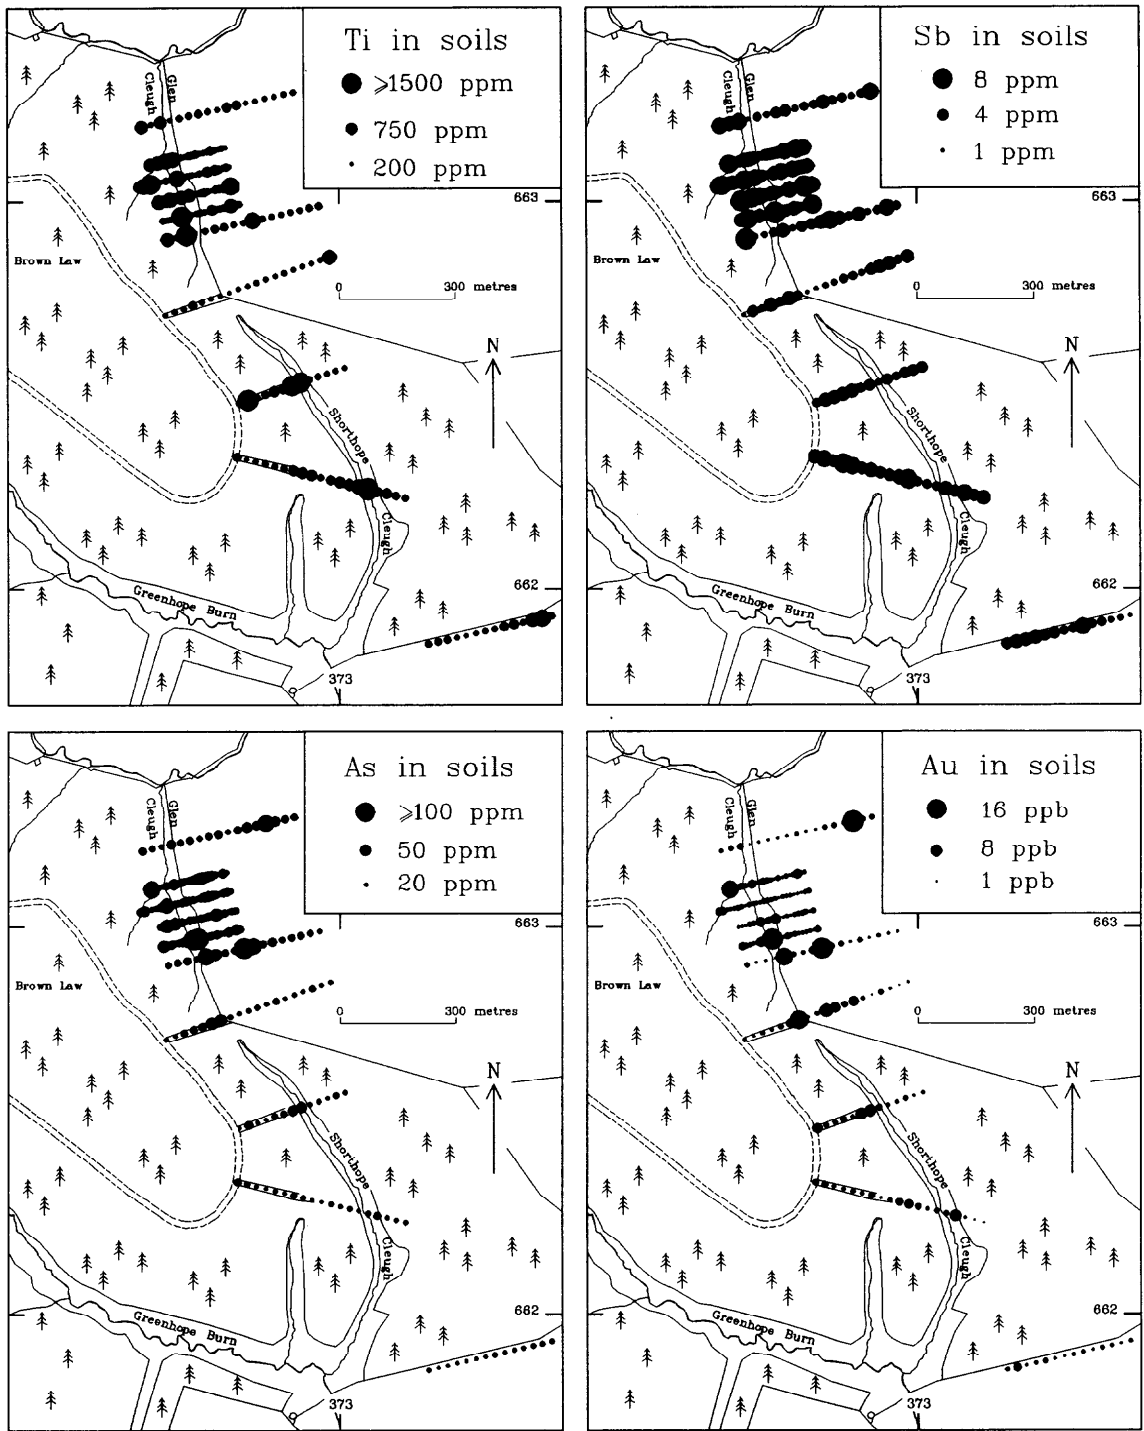 Ti in soils
⩾1500 ppm
750 ppm
200 ppm
Glen
Cleugh
663
Brown Law
0 300 metres
N
Shorthope
Cleugh
662
Greenhope Burn
373
Sb in soils
8 ppm
4 ppm
1 ppm
Glen
Cleugh
663
Brown Law
0 300 metres
N
Shorthope
Cleugh
662
Greenhope Burn
373
As in soils
⩾100 ppm
50 ppm
20 ppm
Glen
Cleugh
663
Brown Law
0 300 metres
N
Shorthope
Cleugh
662
Greenhope Burn
373
Au in soils
16 ppb
8 ppb
1 ppb
Glen
Cleugh
663
Brown Law
0 300 metres
N
Shorthope
Cleugh
662
Greenhope Burn
373